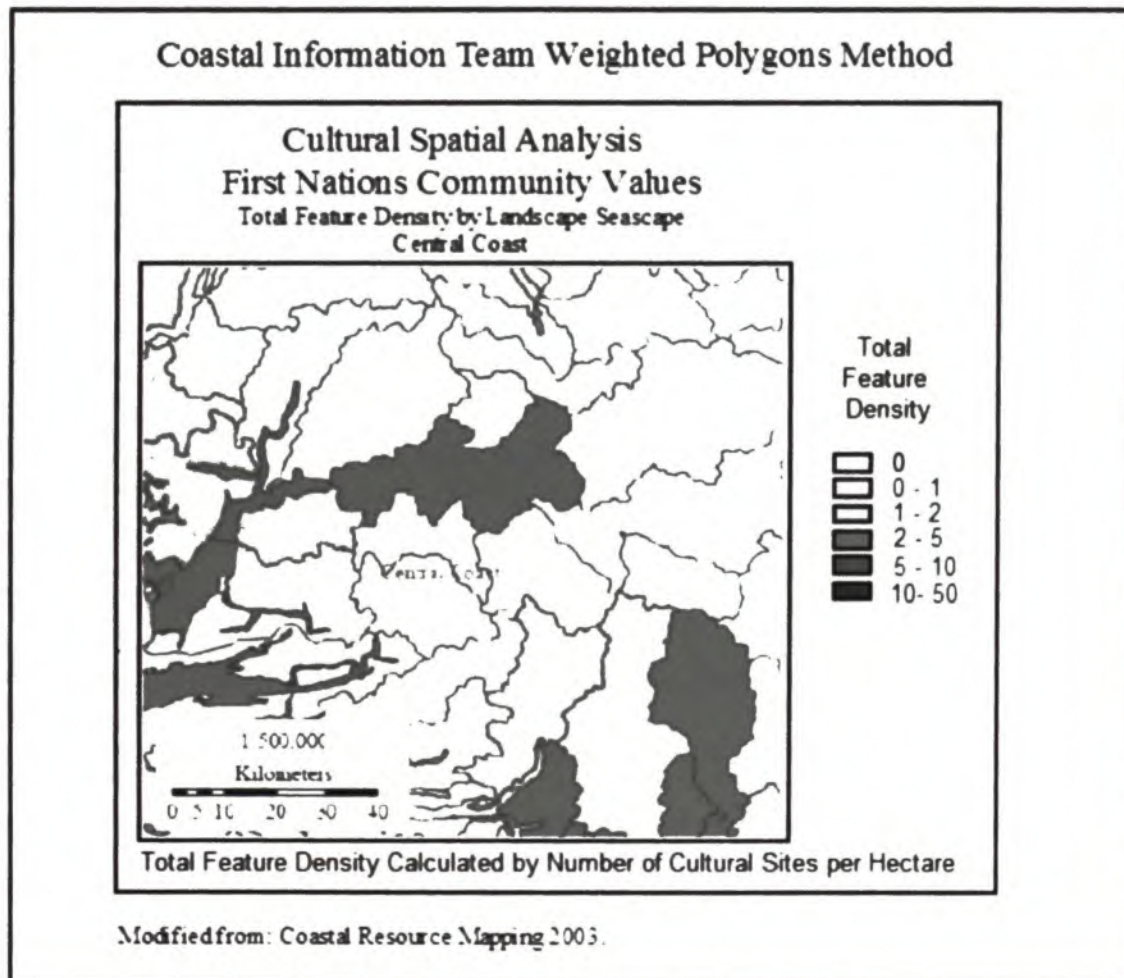 Coastal Information Team Weighted Polygons Method
Cultural Spatial Analysis
First Nations Community Values
Total Feature Density by Landscape Seascape
Central Coast
Total
Feature
Density
0
0 - 1
1 - 2
2 - 5
5 - 10
10- 50
Central Coast
1:500,000
Kilometers
0 5 10 20 30 40
Total Feature Density Calculated by Number of Cultural Sites per Hectare
Modified from: Coastal Resource Mapping 2003.